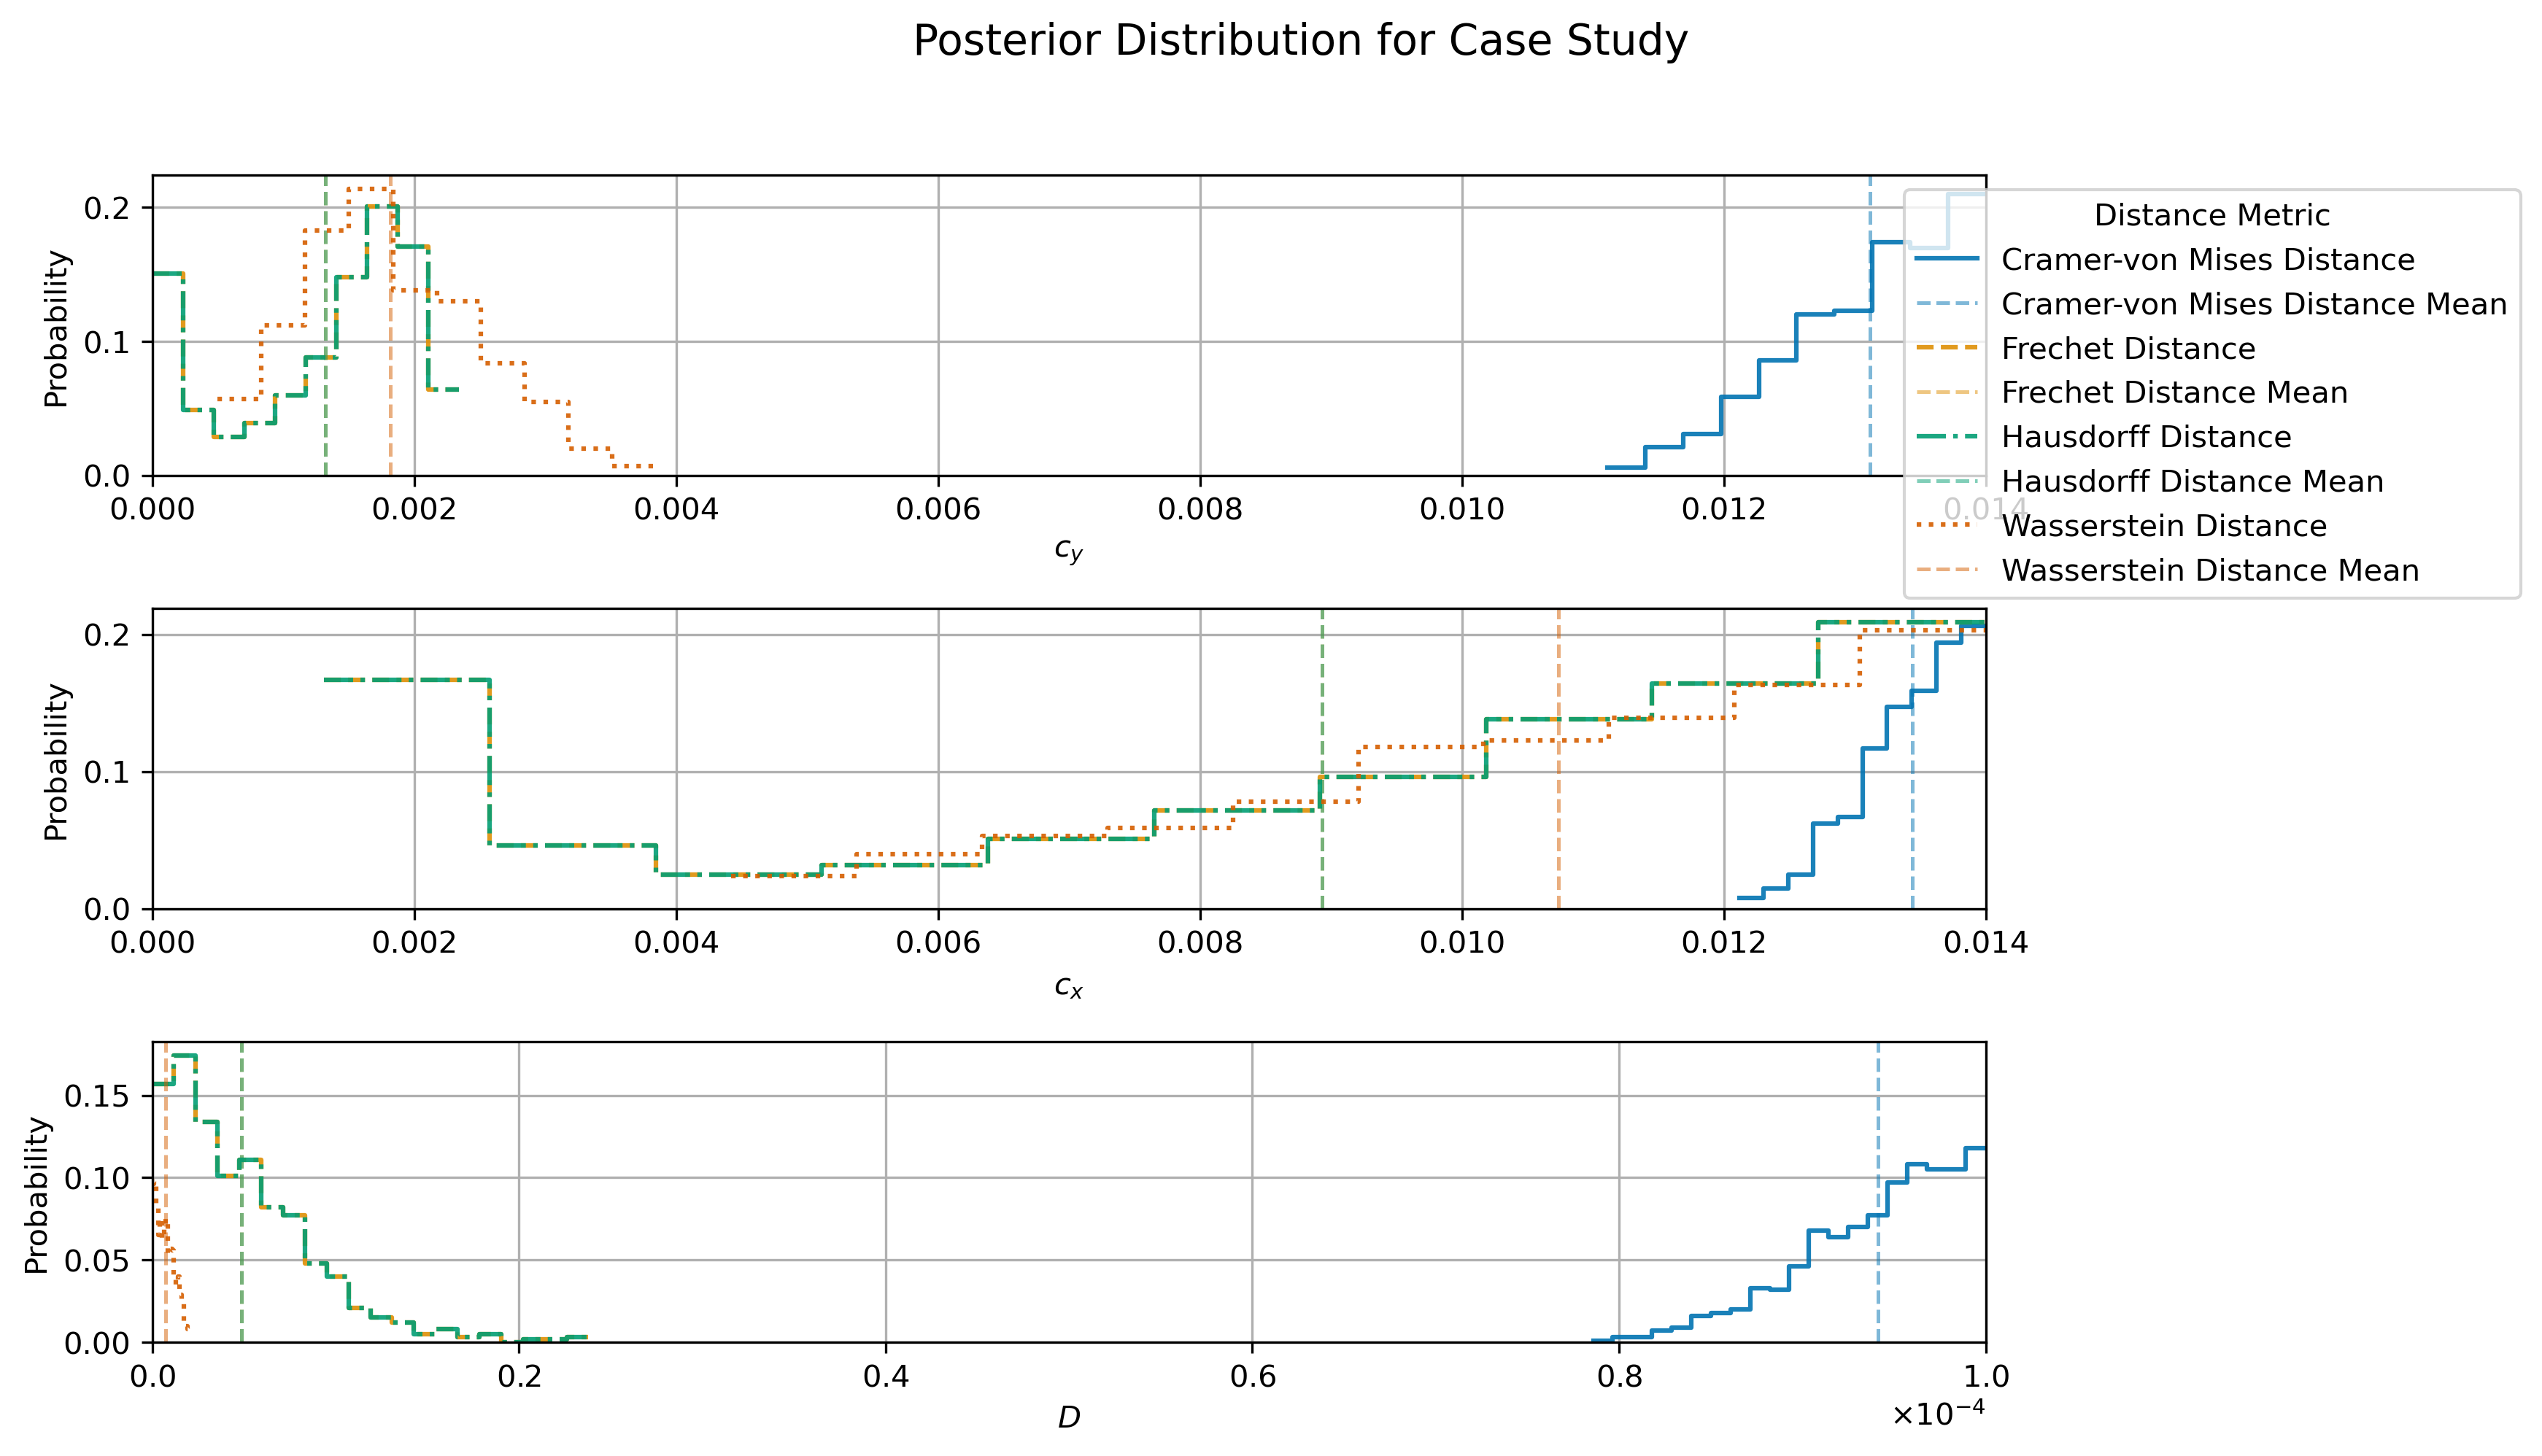 Posterior Distribution for Case Study
Probability
0.2
0.1
0.0
0.000 0.002 0.004 0.006 0.008 0.010 0.012 0.014
c_y
Distance Metric
Cramer-von Mises Distance
Cramer-von Mises Distance Mean
Frechet Distance
Frechet Distance Mean
Hausdorff Distance
Hausdorff Distance Mean
Wasserstein Distance
Wasserstein Distance Mean
Probability
0.2
0.1
0.0
0.000 0.002 0.004 0.006 0.008 0.010 0.012 0.014
c_x
Probability
0.15
0.10
0.05
0.00
0.0 0.2 0.4 0.6 0.8 1.0
D
×10⁻⁴